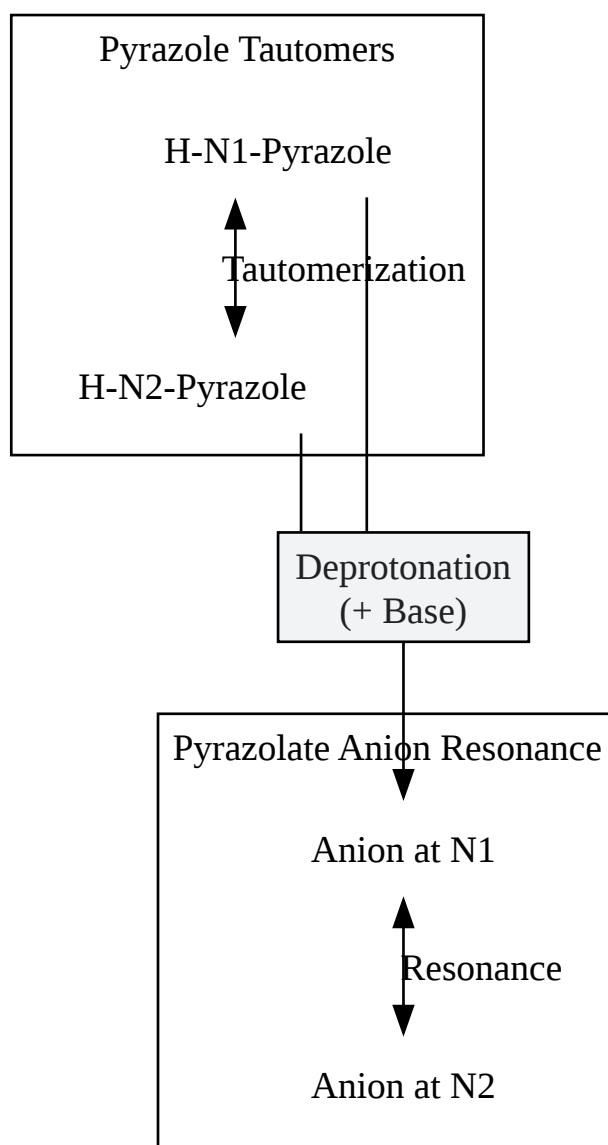 Pyrazole Tautomers
H-N1-Pyrazole
Tautomerization
H-N2-Pyrazole
Deprotonation
(+ Base)
Pyrazolate Anion Resonance
Anion at N1
Resonance
Anion at N2